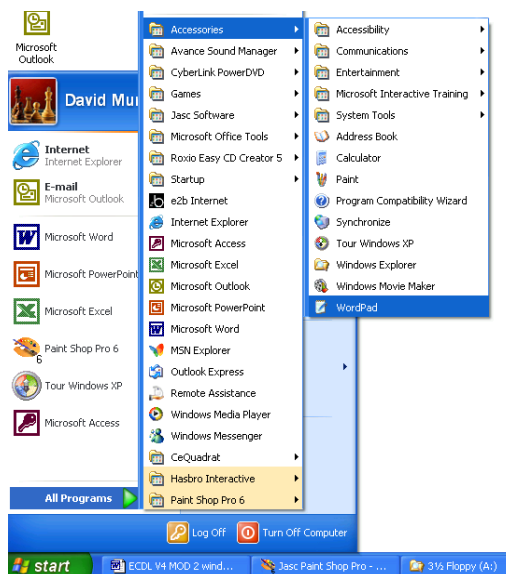 Microsoft
Outlook
David Mu
Internet
Internet Explorer
E-mail
Microsoft Outlook
Microsoft Word
Microsoft PowerPoint
Microsoft Excel
Paint Shop Pro 6
6
Tour Windows XP
Microsoft Access
All Programs
Accessories
Avance Sound Manager
CyberLink PowerDVD
Games
Jasc Software
Microsoft Office Tools
Roxio Easy CD Creator 5
Startup
e2b Internet
Internet Explorer
Microsoft Access
Microsoft Excel
Microsoft Outlook
Microsoft PowerPoint
Microsoft Word
MSN Explorer
Outlook Express
Remote Assistance
Windows Media Player
Windows Messenger
CeQuadrat
Hasbro Interactive
Paint Shop Pro 6
Accessibility
Communications
Entertainment
Microsoft Interactive Training
System Tools
Address Book
Calculator
Paint
Program Compatibility Wizard
Synchronize
Tour Windows XP
Windows Explorer
Windows Movie Maker
WordPad
Log Off
Turn Off Computer
start
ECDL V4 MOD 2 wind...
Jasc Paint Shop Pro - ...
3½ Floppy (A:)